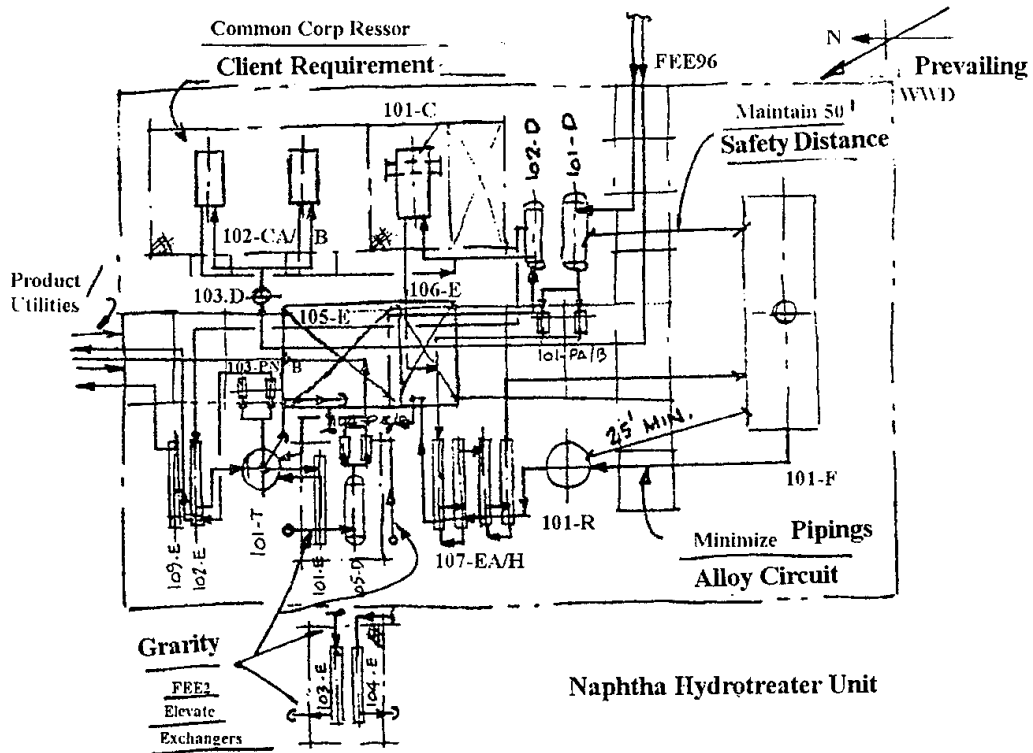 Common Corp Ressor
Client Requirement
FEE96
N
Prevailing
WWD
101-C
102-D
101-D
Maintain 50'
Safety Distance
102-CA/ B
Product
Utilities
103.D
106-E
105-E
101-PA/B
103-PN/B
25' MIN.
101-F
101-R
101-T
109-E
102-E
101-E
05-D
107-EA/H
Minimize Pipings
Alloy Circuit
Grarity
FEE2
Elevate
Exchangers
103-E
104-E
Naphtha Hydrotreater Unit